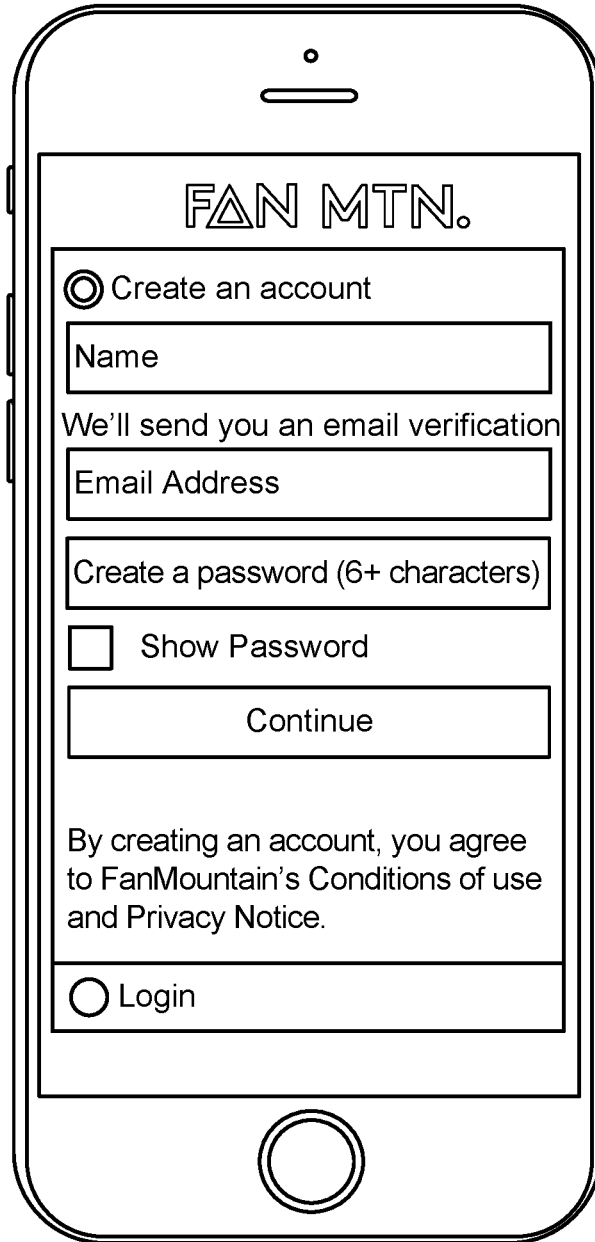 FAN MTN.
Create an account
Name
We'll send you an email verification
Email Address
Create a password (6+ characters)
Show Password
Continue
By creating an account, you agree
to FanMountain's Conditions of use
and Privacy Notice.
Login